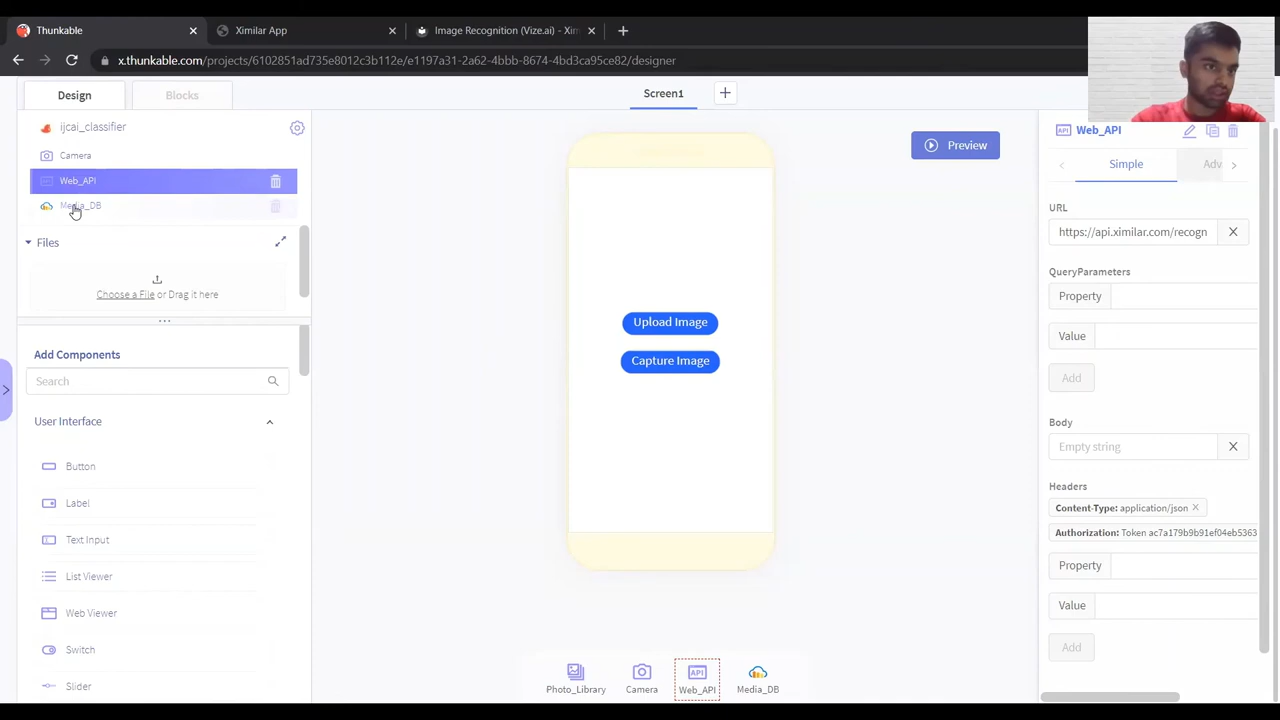 Thunkable
Ximilar App
Image Recognition (Vize.ai) - Xim
x.thunkable.com/projects/6102851ad735e8012c3b112e/e1197a31-2a62-4bbb-8674-4bd3ca95ce82/designer
Design
Blocks
Screen1
ijcai_classifier
Camera
Web_API
Media_DB
Files
Choose a File or Drag it here
Add Components
Search
User Interface
Button
Label
Text Input
List Viewer
Web Viewer
Switch
Slider
Preview
Upload Image
Capture Image
Photo_Library
Camera
API
Web_API
Media_DB
API Web_API
Simple
Adv
URL
https://api.ximilar.com/recogn
QueryParameters
Property
Value
Add
Body
Empty string
Headers
Content-Type: application/json
Authorization: Token ac7a179b9b91ef04eb5363
Property
Value
Add